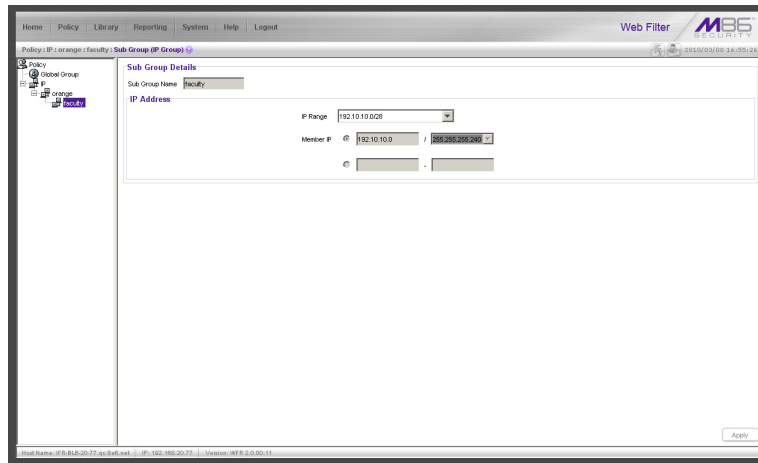 Home Policy Library Reporting System Help Logout
Web Filter
M86
SECURITY
Policy : IP : orange : faculty : Sub Group (IP Group)
2010/03/08 16:55:26
Policy
Global Group
IP
orange
faculty
Sub Group Details
Sub Group Name faculty
IP Address
IP Range 192.10.10.0/28
Member IP 192.10.10.0 / 255.255.255.240
-
Apply
Host Name: IFR-BL6-20-77.qc.8e6.net IP: 192.168.20.77 Version: WFR 2.0.00.11